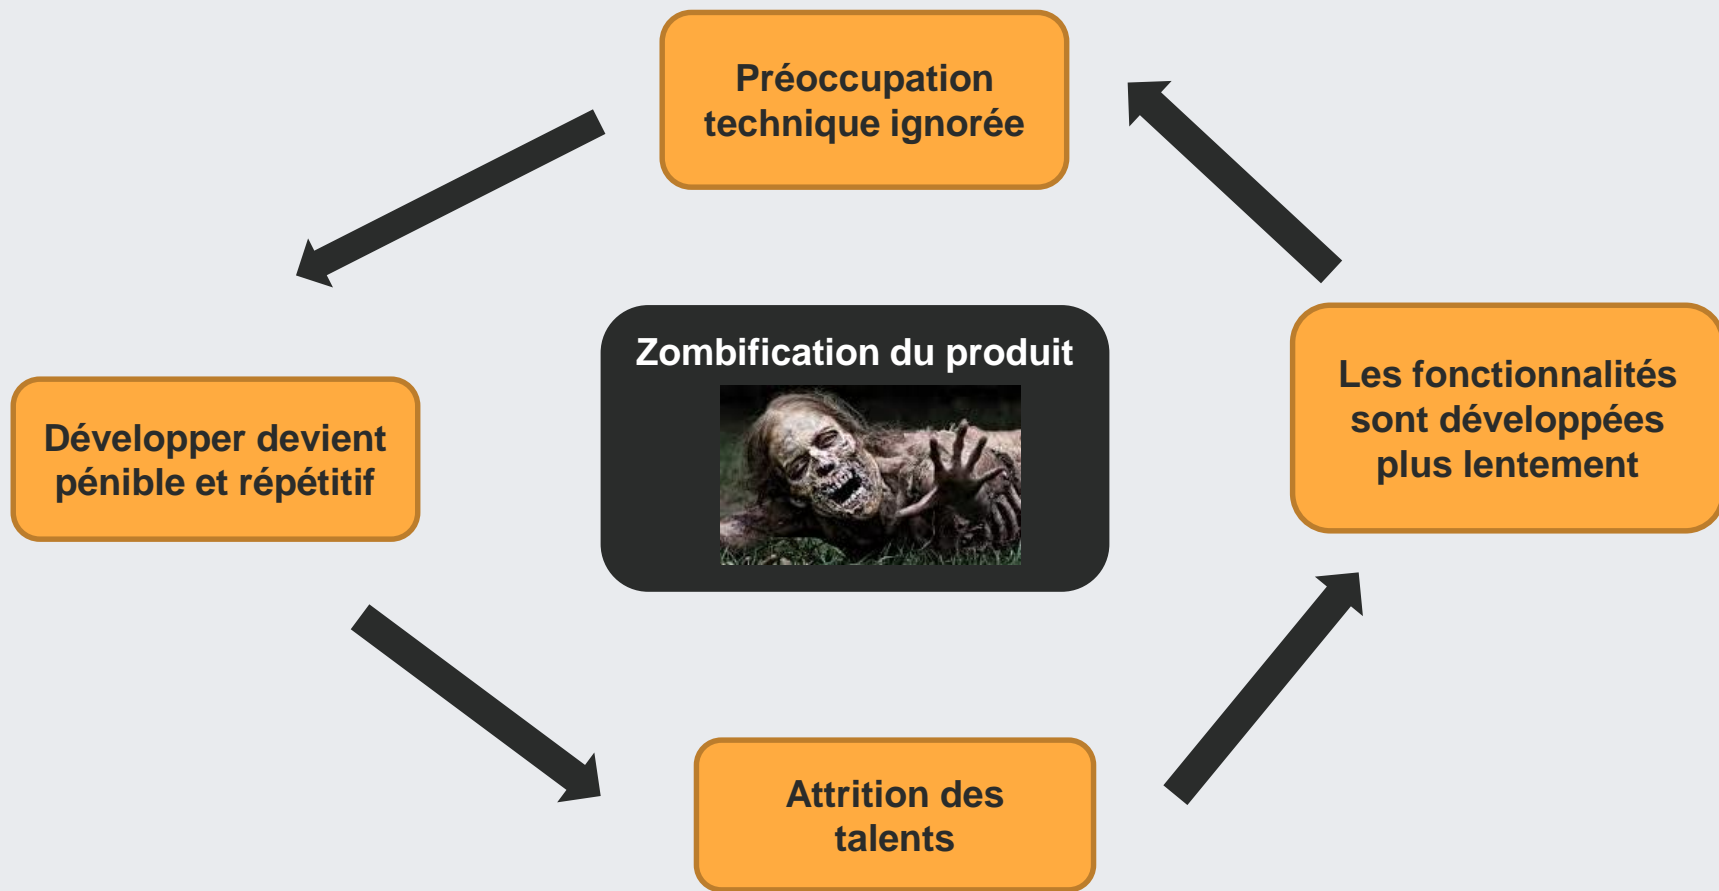 Préoccupation
technique ignorée
Zombification du produit
Les fonctionnalités
sont développées
plus lentement
Développer devient
pénible et répétitif
Attrition des
talents